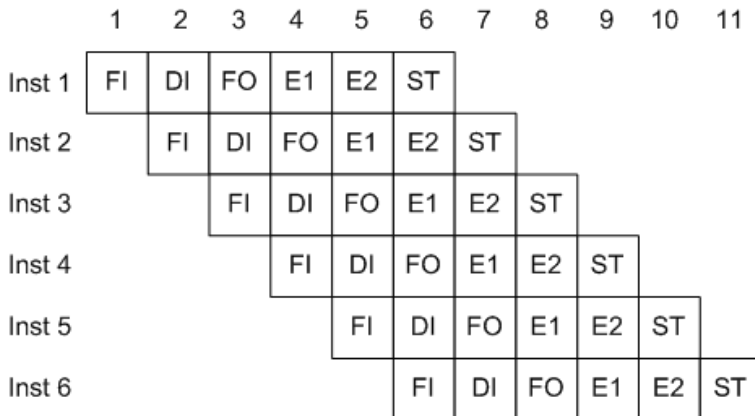 1 2 3 4 5 6 7 8 9 10 11
Inst 1 FI DI FO E1 E2 ST
Inst 2 FI DI FO E1 E2 ST
Inst 3 FI DI FO E1 E2 ST
Inst 4 FI DI FO E1 E2 ST
Inst 5 FI DI FO E1 E2 ST
Inst 6 FI DI FO E1 E2 ST